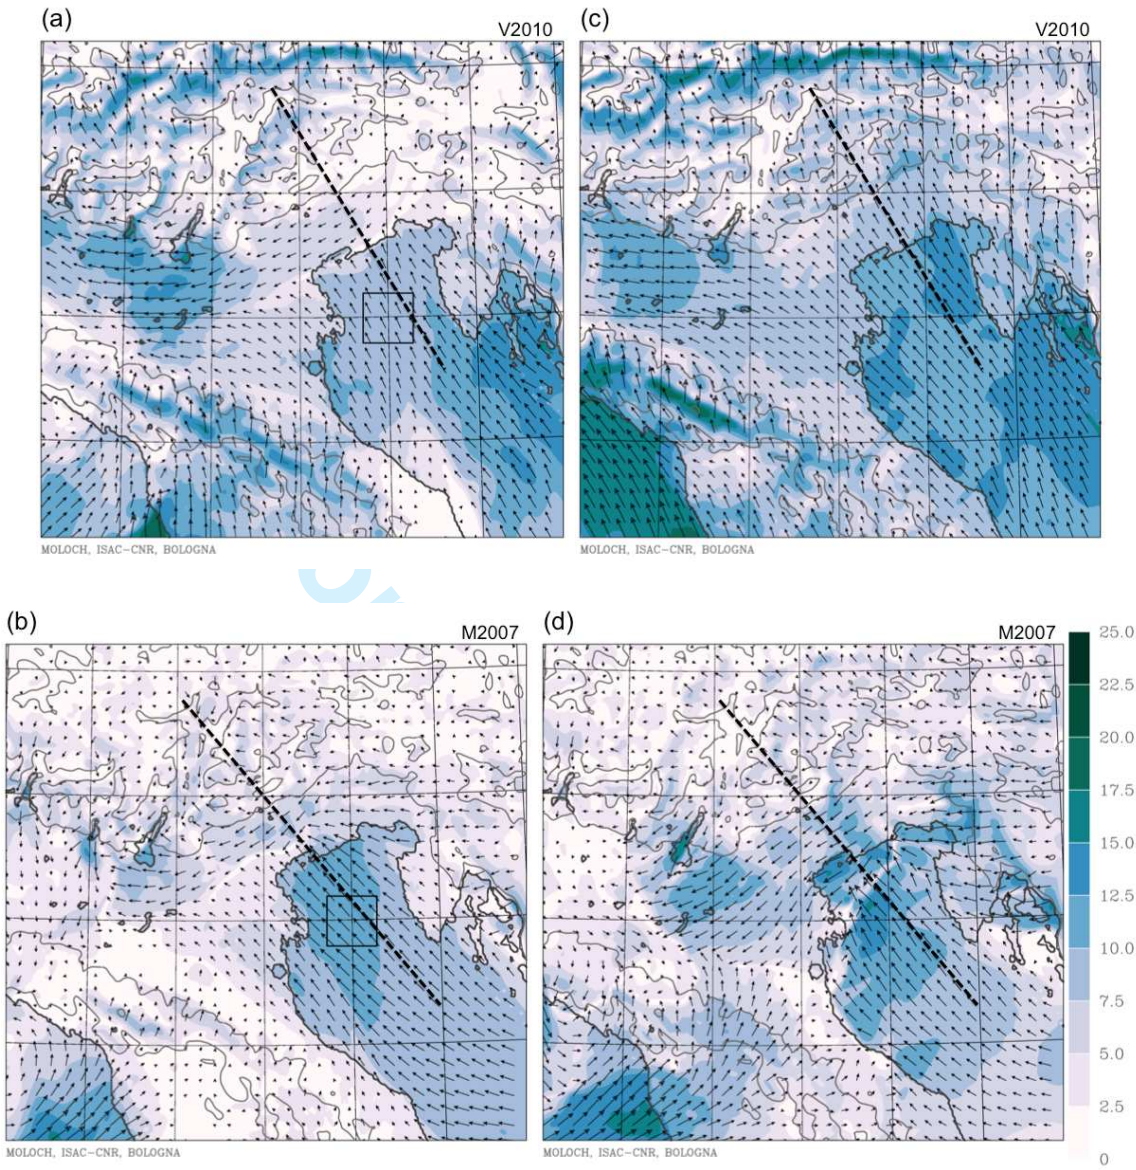 (a)
V2010
(c)
V2010
MOLOCH, ISAC-CNR, BOLOGNA
MOLOCH, ISAC-CNR, BOLOGNA
(b)
M2007
(d)
M2007
25.0
22.5
20.0
17.5
15.0
12.5
10.0
7.5
5.0
2.5
0
MOLOCH, ISAC-CNR, BOLOGNA
MOLOCH, ISAC-CNR, BOLOGNA